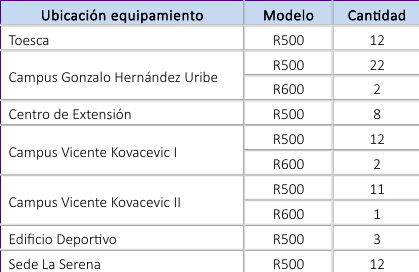 Ubicación equipamiento Modelo Cantidad
Toesca R500 12
Campus Gonzalo Hernández Uribe R500 22
R600 2
Centro de Extensión R500 8
Campus Vicente Kovacevic I R500 12
R600 2
Campus Vicente Kovacevic II R500 11
R600 1
Edificio Deportivo R500 3
Sede La Serena R500 12